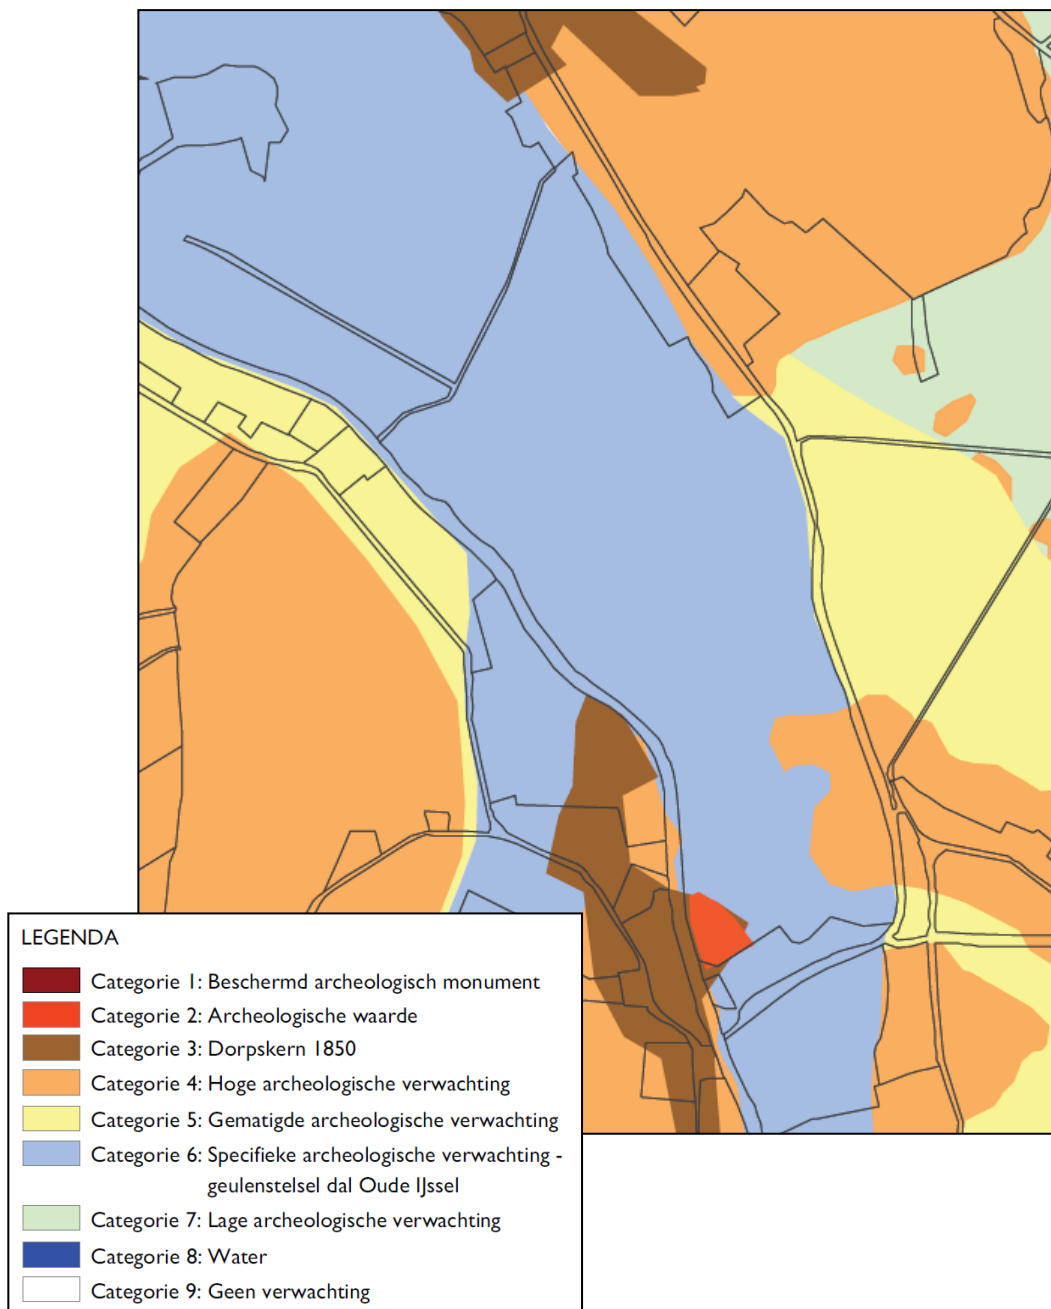 LEGENDA
Categorie 1: Beschermd archeologisch monument
Categorie 2: Archeologische waarde
Categorie 3: Dorpskern 1850
Categorie 4: Hoge archeologische verwachting
Categorie 5: Gematigde archeologische verwachting
Categorie 6: Specifieke archeologische verwachting -
geulenstelsel dal Oude IJssel
Categorie 7: Lage archeologische verwachting
Categorie 8: Water
Categorie 9: Geen verwachting